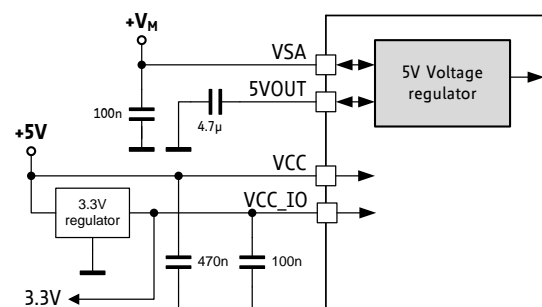 +VM
VSA
5V Voltage
regulator
5VOUT
100n
4.7µ
+5V
VCC
3.3V
regulator
VCC_IO
470n
100n
3.3V